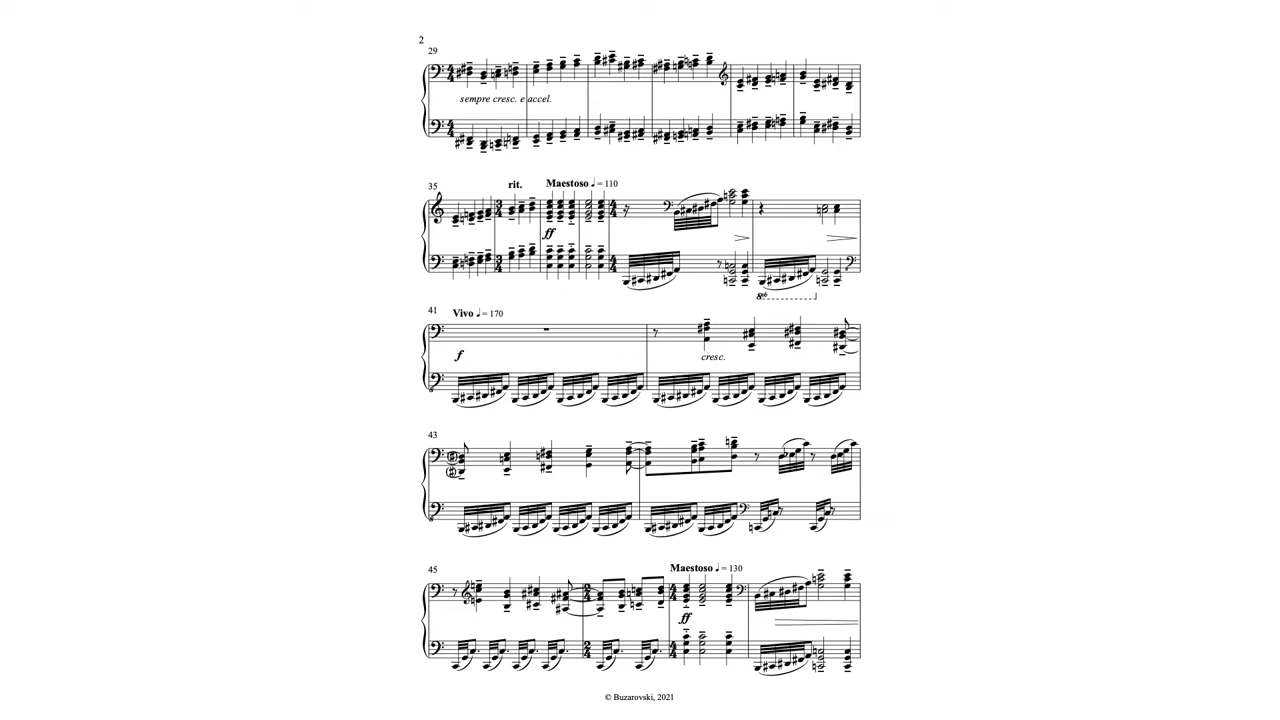 2
29
sempre cresc. e accel.
35
rit.
Maestoso ♩ = 110
ff
8vb
41
Vivo ♩ = 170
f
cresc.
43
45
Maestoso ♩ = 130
ff
© Buzarovski, 2021